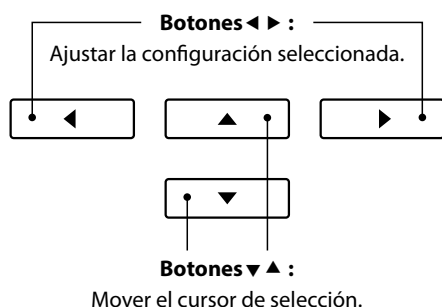 Botones ◀ ▶ :
Ajustar la configuración seleccionada.
Botones ▼ ▲ :
Mover el cursor de selección.